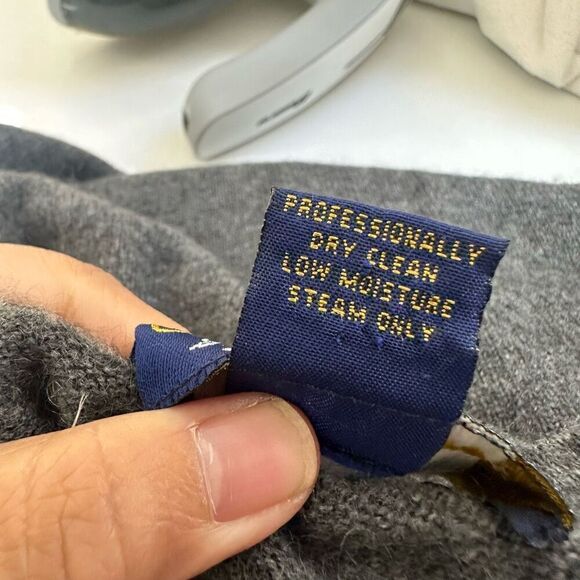 PROFESSIONALLY
DRY CLEAN
LOW MOISTURE
STEAM ONLY